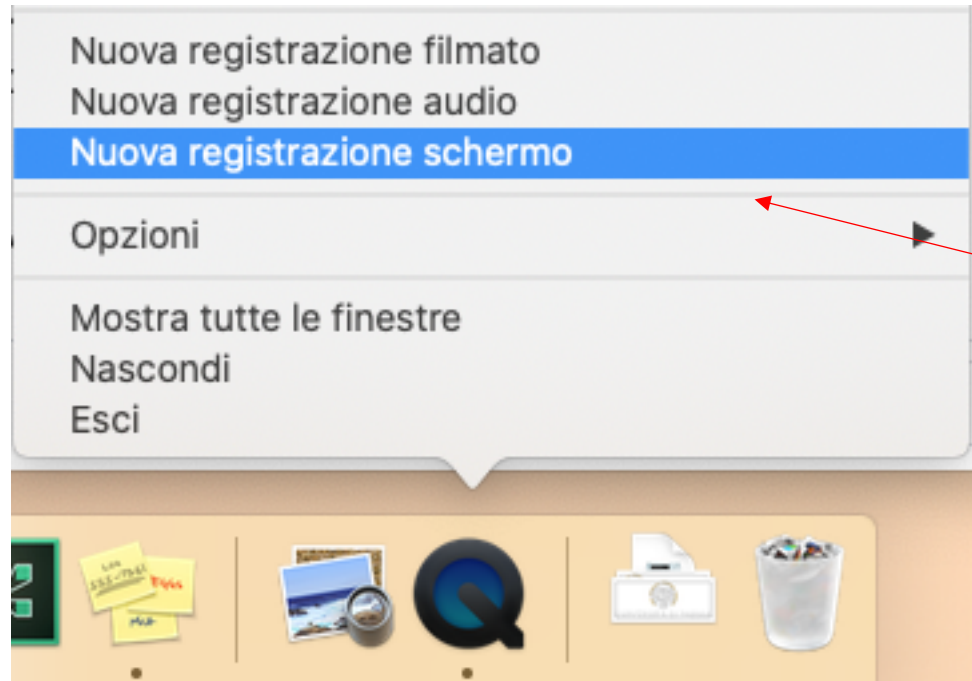 Nuova registrazione filmato
Nuova registrazione audio
Nuova registrazione schermo
Opzioni
Mostra tutte le finestre
Nascondi
Esci